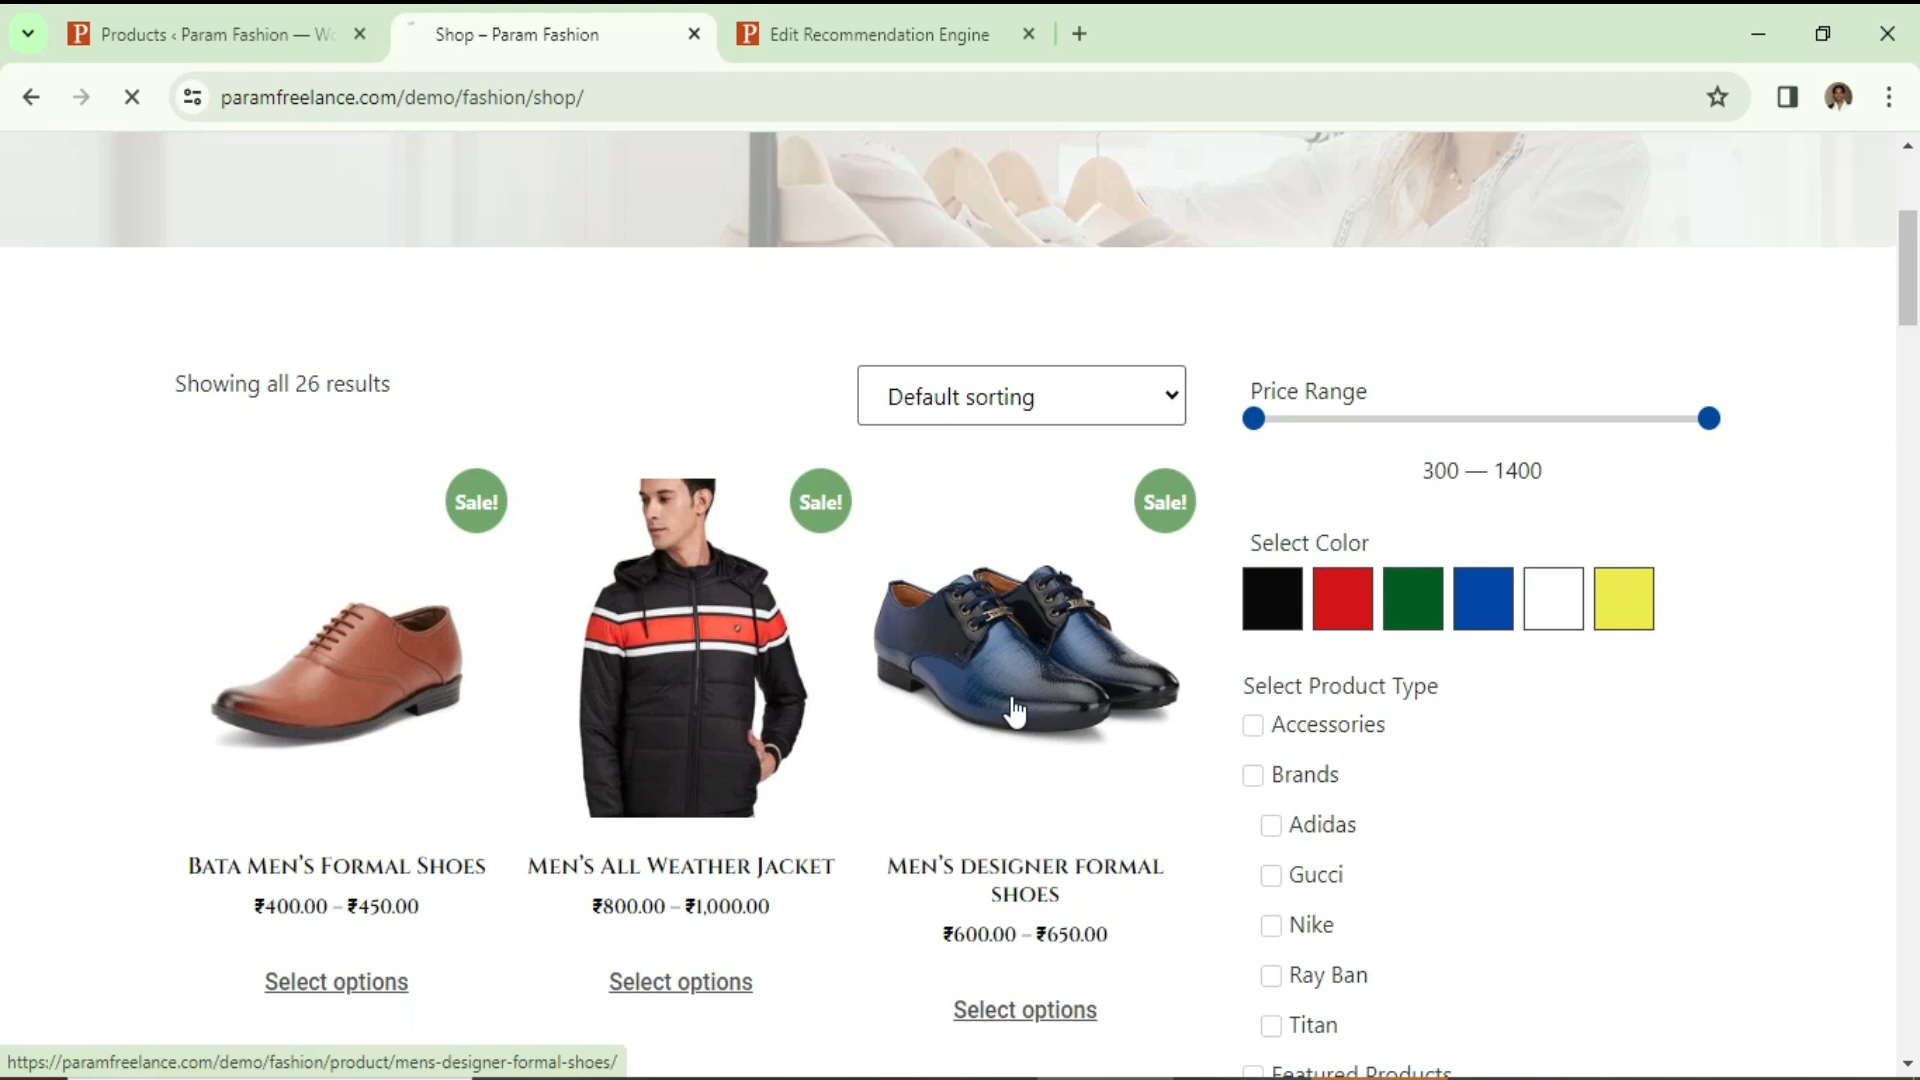 Products ‹ Param Fashion — Wo
Shop – Param Fashion
Edit Recommendation Engine
paramfreelance.com/demo/fashion/shop/
Showing all 26 results
Default sorting
Price Range
300 — 1400
Sale!
Sale!
Sale!
Select Color
Select Product Type
Accessories
Brands
Adidas
Gucci
Nike
Ray Ban
Titan
Featured Products
Bata Men's Formal Shoes
₹400.00 – ₹450.00
Select options
Men's All Weather Jacket
₹800.00 – ₹1,000.00
Select options
Men's designer formal
shoes
₹600.00 – ₹650.00
Select options
https://paramfreelance.com/demo/fashion/product/mens-designer-formal-shoes/